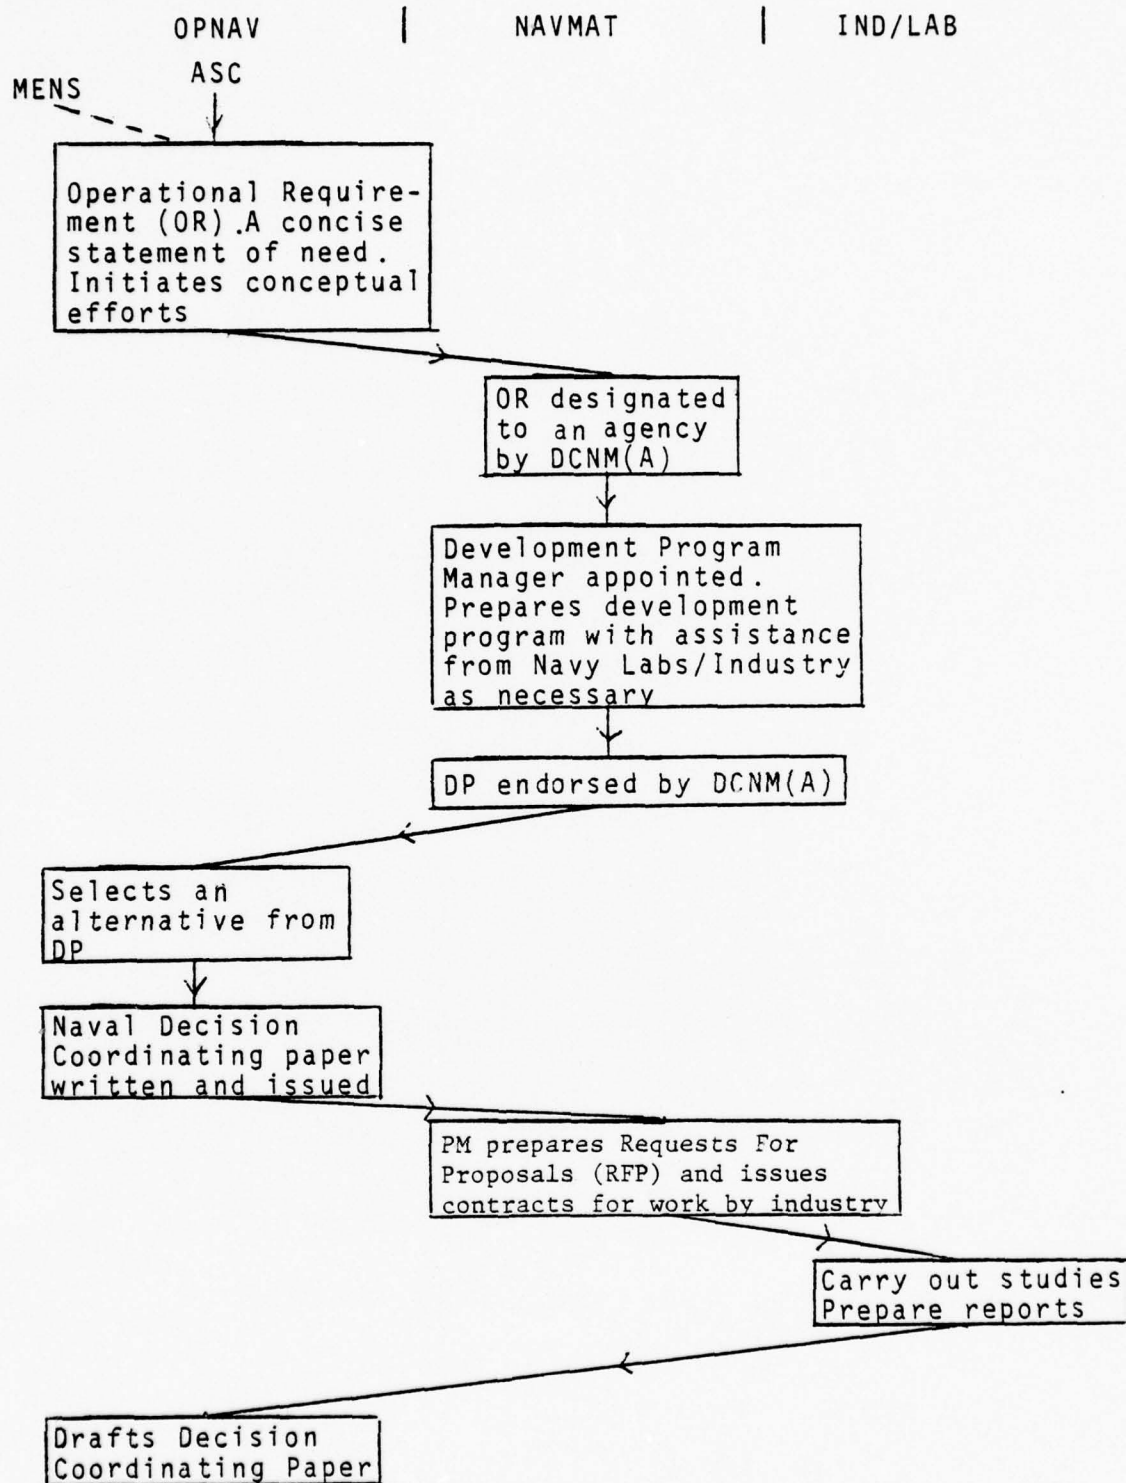 OPNAV | NAVMAT | IND/LAB
ASC
MENS
Operational Require-
ment (OR).A concise
statement of need.
Initiates conceptual
efforts
OR designated
to an agency
by DCNM(A)
Development Program
Manager appointed.
Prepares development
program with assistance
from Navy Labs/Industry
as necessary
DP endorsed by DCNM(A)
Selects an
alternative from
DP
Naval Decision
Coordinating paper
written and issued
PM prepares Requests For
Proposals (RFP) and issues
contracts for work by industry
Carry out studies
Prepare reports
Drafts Decision
Coordinating Paper